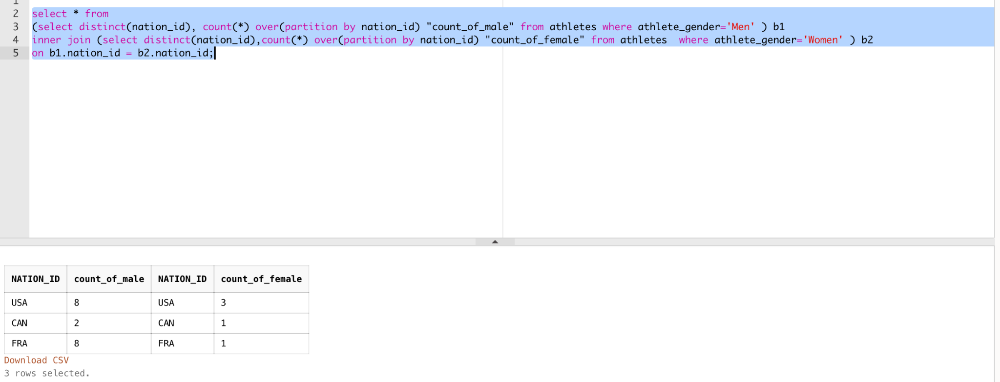 1
2 select * from
3 (select distinct(nation_id), count(*) over(partition by nation_id) "count_of_male" from athletes where athlete_gender='Men' ) b1
4 inner join (select distinct(nation_id),count(*) over(partition by nation_id) "count_of_female" from athletes  where athlete_gender='Women' ) b2
5 on b1.nation_id = b2.nation_id;
NATION_ID count_of_male NATION_ID count_of_female
USA 8 USA 3
CAN 2 CAN 1
FRA 8 FRA 1
Download CSV
3 rows selected.